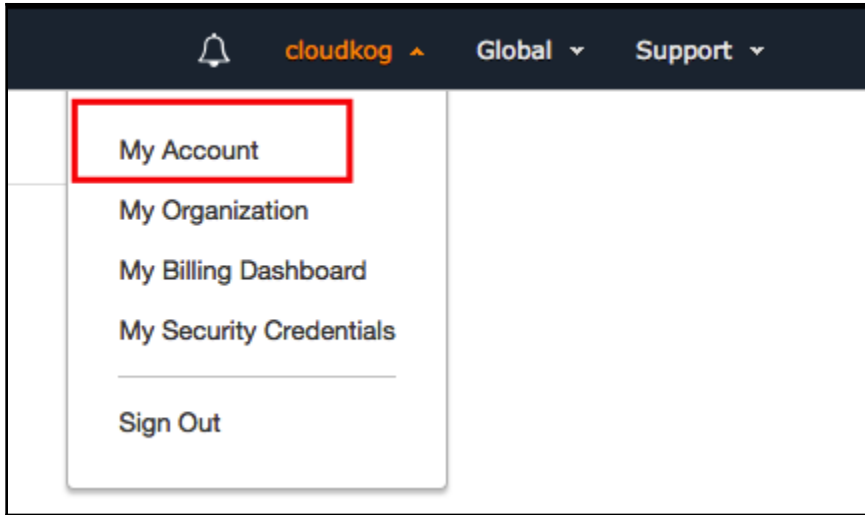 cloudkog Global Support
My Account
My Organization
My Billing Dashboard
My Security Credentials
Sign Out